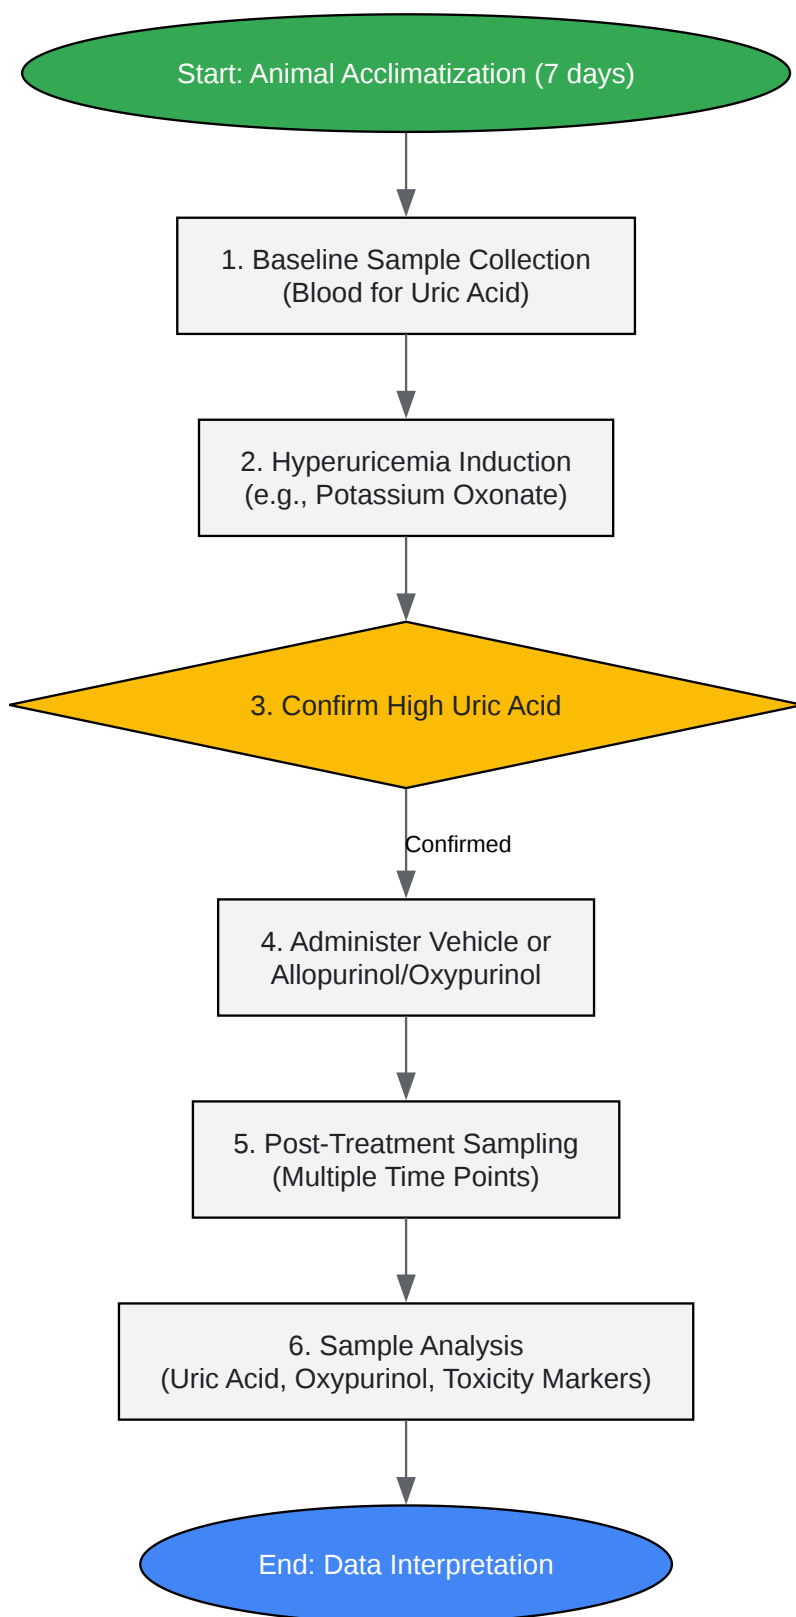 Start: Animal Acclimatization (7 days)
1. Baseline Sample Collection
(Blood for Uric Acid)
2. Hyperuricemia Induction
(e.g., Potassium Oxonate)
3. Confirm High Uric Acid
Confirmed
4. Administer Vehicle or
Allopurinol/Oxypurinol
5. Post-Treatment Sampling
(Multiple Time Points)
6. Sample Analysis
(Uric Acid, Oxypurinol, Toxicity Markers)
End: Data Interpretation